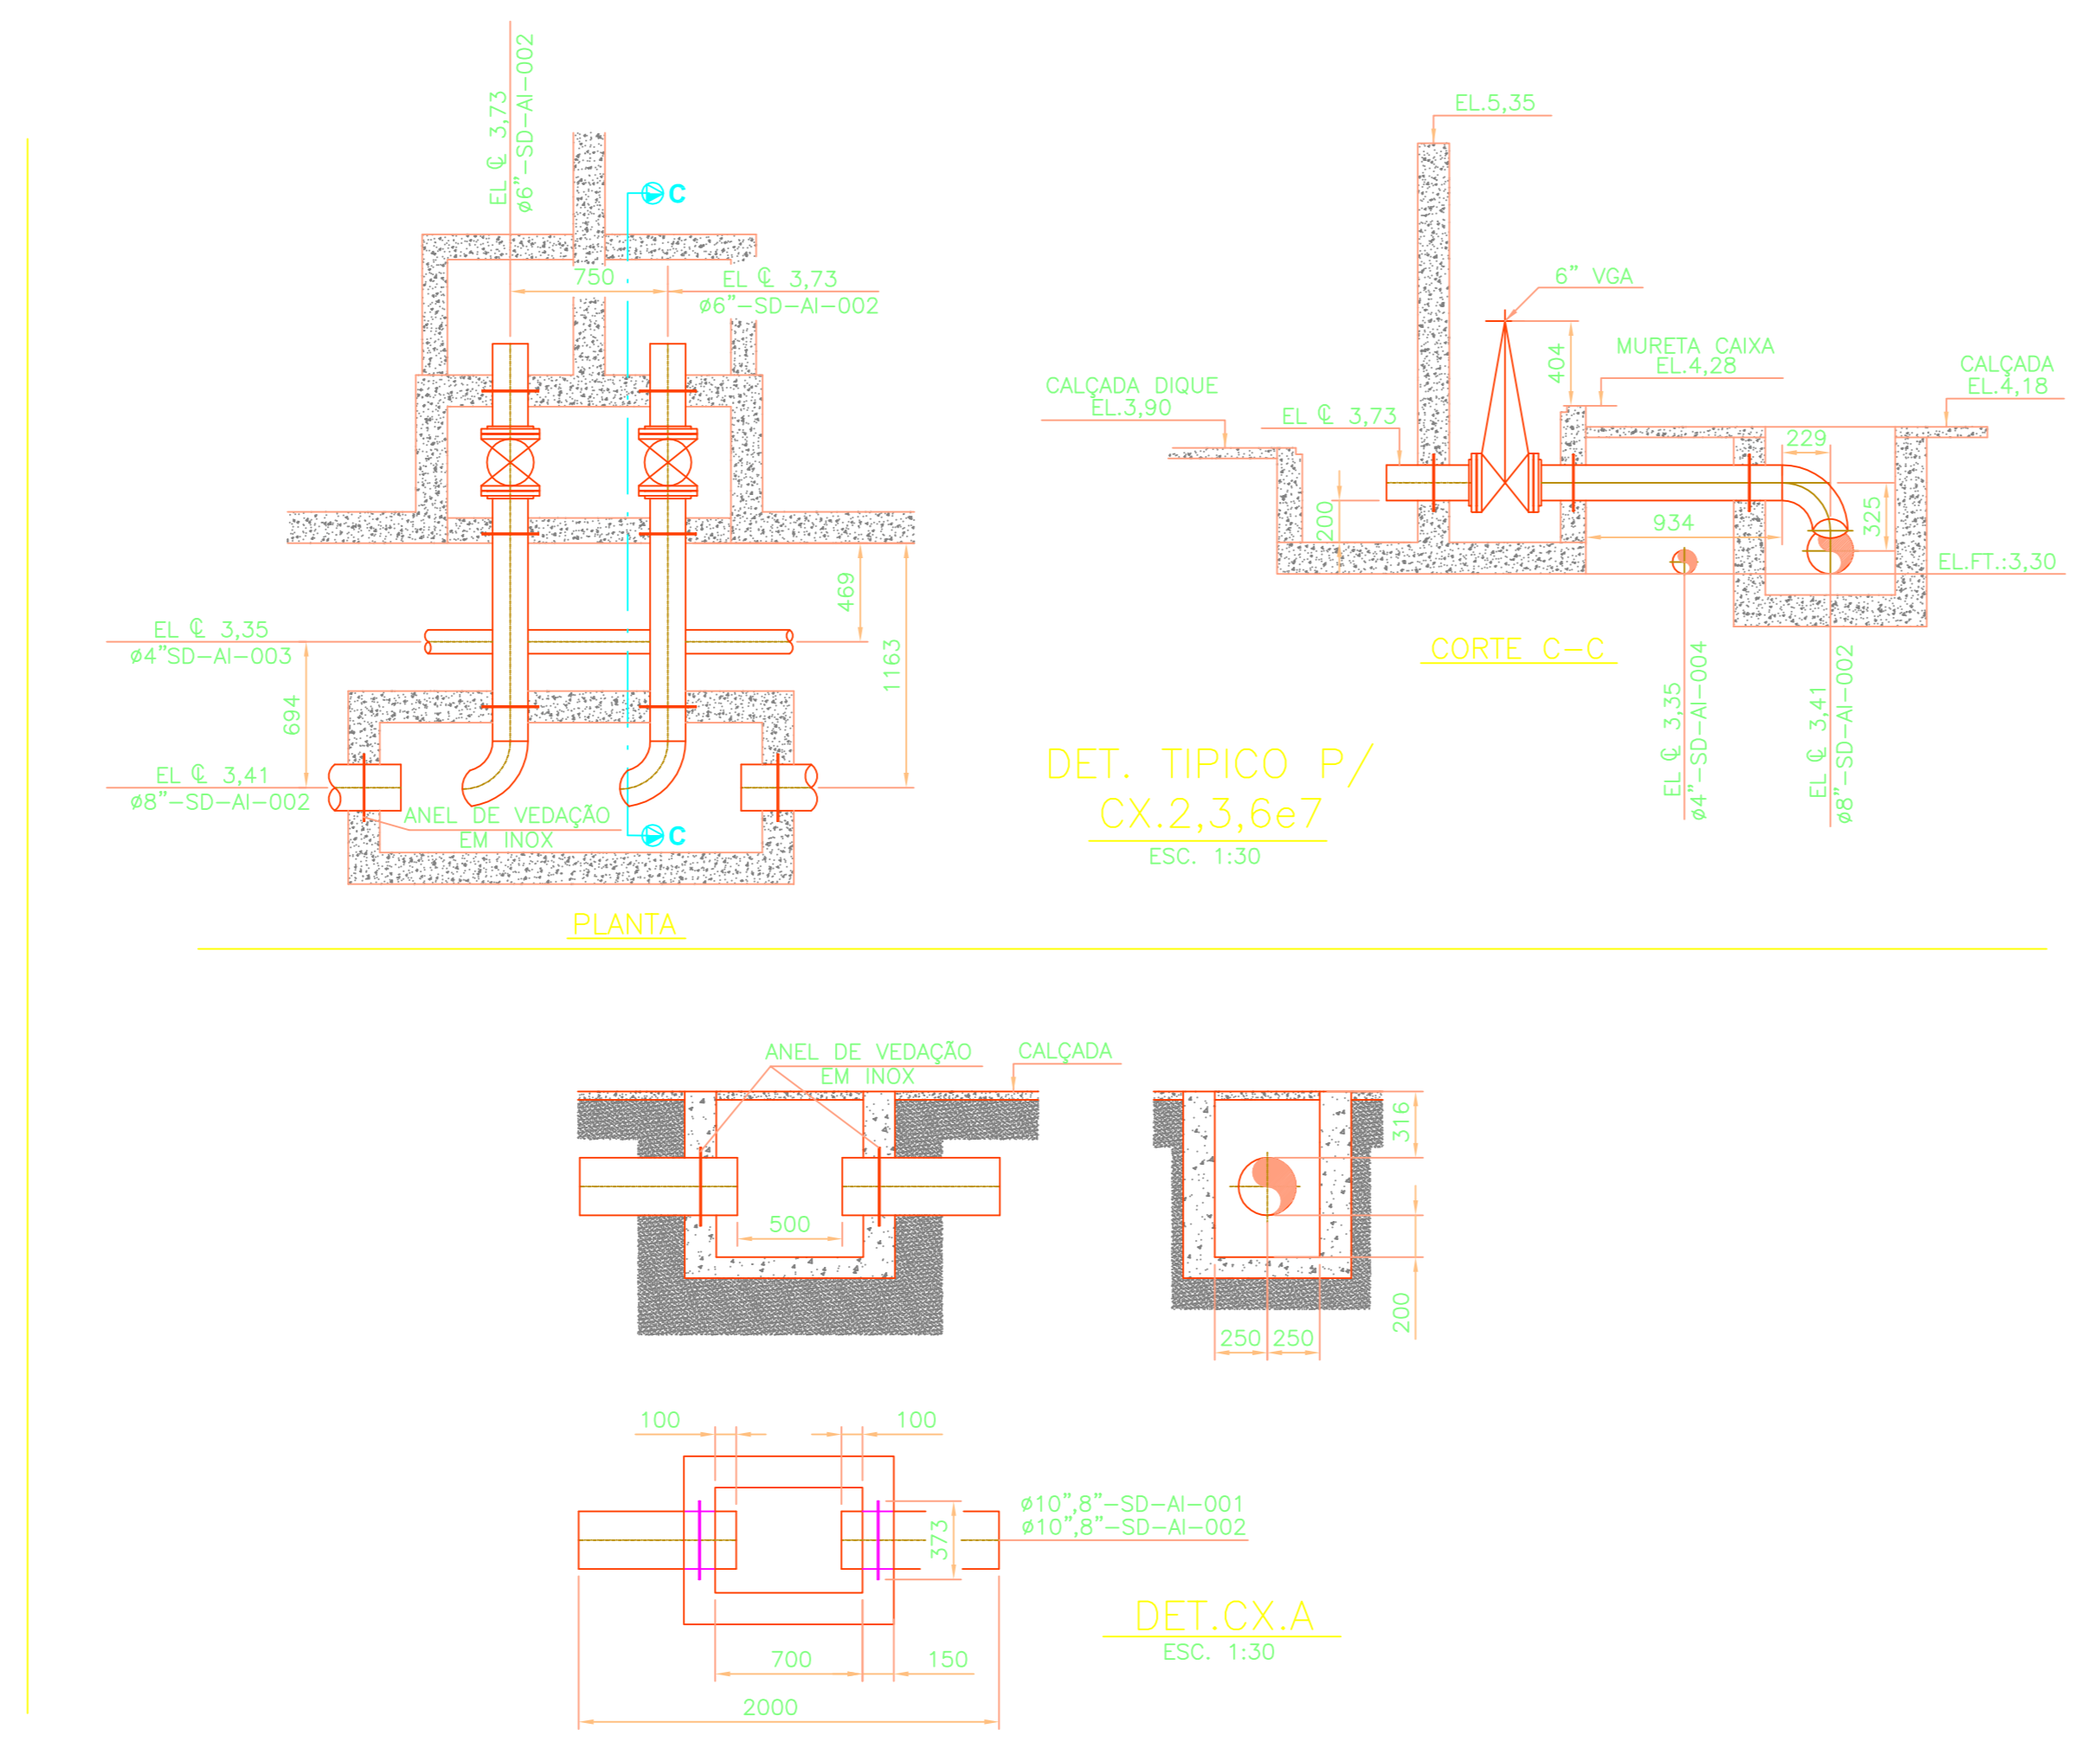 EL ℄ 3,73
ø6"-SD-AI-002
C
750
EL ℄ 3,73
ø6"-SD-AI-002
469
1163
EL ℄ 3,35
ø4"SD-AI-003
694
EL ℄ 3,41
ø8"-SD-AI-002
ANEL DE VEDAÇÃO
EM INOX
C
PLANTA
EL.5,35
6" VGA
404
MURETA CAIXA
EL.4,28
CALÇADA
EL.4,18
CALÇADA DIQUE
EL.3,90
EL ℄ 3,73
229
200
934
325
EL.FT.:3,30
CORTE C-C
EL ℄ 3,35
ø4"-SD-AI-004
EL ℄ 3,41
ø8"-SD-AI-002
DET. TIPICO P/
CX.2,3,6e7
ESC. 1:30
ANEL DE VEDAÇÃO
EM INOX
CALÇADA
500
316
200
250
250
100
100
373
ø10",8"-SD-AI-001
ø10",8"-SD-AI-002
700
150
2000
DET.CX.A
ESC. 1:30